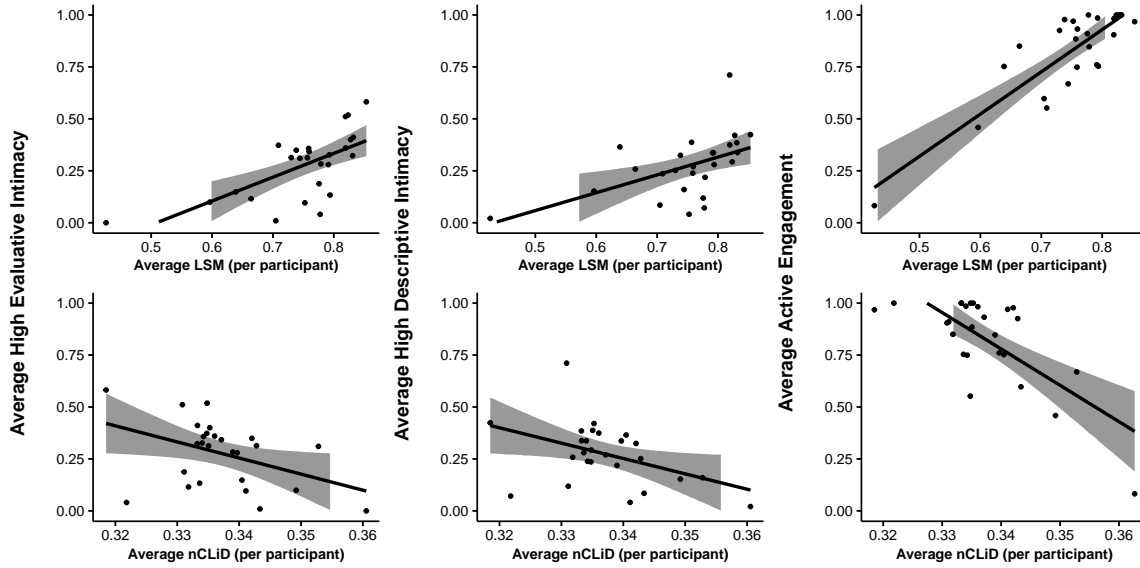 Average High Evaluative Intimacy
Average High Descriptive Intimacy
Average Active Engagement
1.00
0.75
0.50
0.25
0.00
0.5 0.6 0.7 0.8
Average LSM (per participant)
1.00
0.75
0.50
0.25
0.00
0.5 0.6 0.7 0.8
Average LSM (per participant)
1.00
0.75
0.50
0.25
0.00
0.5 0.6 0.7 0.8
Average LSM (per participant)
1.00
0.75
0.50
0.25
0.00
0.32 0.33 0.34 0.35 0.36
Average nCLiD (per participant)
1.00
0.75
0.50
0.25
0.00
0.32 0.33 0.34 0.35 0.36
Average nCLiD (per participant)
1.00
0.75
0.50
0.25
0.00
0.32 0.33 0.34 0.35 0.36
Average nCLiD (per participant)